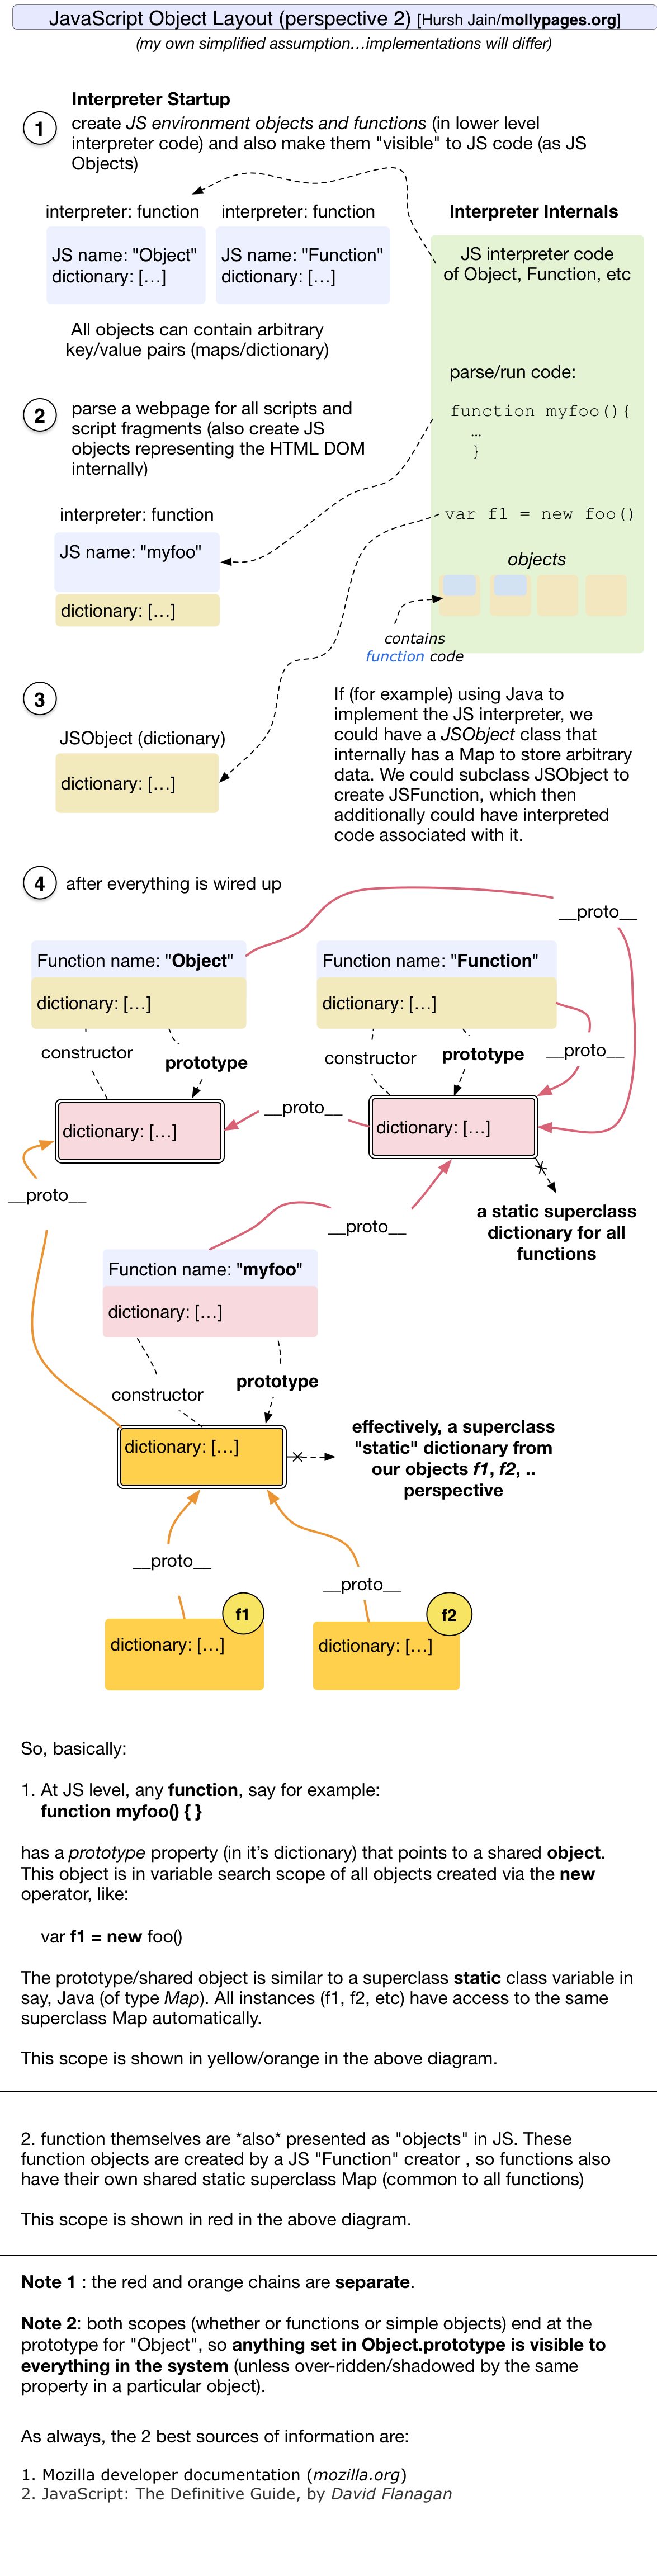 JavaScript Object Layout (perspective 2) [Hursh Jain/mollypages.org]
(my own simplified assumption…implementations will differ)
Interpreter Startup
1
create JS environment objects and functions (in lower level
interpreter code) and also make them "visible" to JS code (as JS
Objects)
interpreter: function
interpreter: function
Interpreter Internals
JS name: "Object"
dictionary: […]
JS name: "Function"
dictionary: […]
JS interpreter code
of Object, Function, etc
All objects can contain arbitrary
key/value pairs (maps/dictionary)
parse/run code:
2
parse a webpage for all scripts and
script fragments (also create JS
objects representing the HTML DOM
internally)
function myfoo(){
…
}
interpreter: function
var f1 = new foo()
JS name: "myfoo"
dictionary: […]
objects
contains
function code
3
JSObject (dictionary)
dictionary: […]
If (for example) using Java to
implement the JS interpreter, we
could have a JSObject class that
internally has a Map to store arbitrary
data. We could subclass JSObject to
create JSFunction, which then
additionally could have interpreted
code associated with it.
4
after everything is wired up
__proto__
Function name: "Object"
dictionary: […]
Function name: "Function"
dictionary: […]
constructor
prototype
constructor
prototype
__proto__
__proto__
dictionary: […]
dictionary: […]
__proto__
a static superclass
dictionary for all
functions
__proto__
Function name: "myfoo"
dictionary: […]
constructor
prototype
dictionary: […]
effectively, a superclass
"static" dictionary from
our objects f1, f2, ..
perspective
__proto__
__proto__
f1
f2
dictionary: […]
dictionary: […]
So, basically:
1. At JS level, any function, say for example:
function myfoo() { }
has a prototype property (in it's dictionary) that points to a shared object.
This object is in variable search scope of all objects created via the new
operator, like:
var f1 = new foo()
The prototype/shared object is similar to a superclass static class variable in
say, Java (of type Map). All instances (f1, f2, etc) have access to the same
superclass Map automatically.
This scope is shown in yellow/orange in the above diagram.
2. function themselves are *also* presented as "objects" in JS. These
function objects are created by a JS "Function" creator , so functions also
have their own shared static superclass Map (common to all functions)
This scope is shown in red in the above diagram.
Note 1 : the red and orange chains are separate.
Note 2: both scopes (whether or functions or simple objects) end at the
prototype for "Object", so anything set in Object.prototype is visible to
everything in the system (unless over-ridden/shadowed by the same
property in a particular object).
As always, the 2 best sources of information are:
1. Mozilla developer documentation (mozilla.org)
2. JavaScript: The Definitive Guide, by David Flanagan